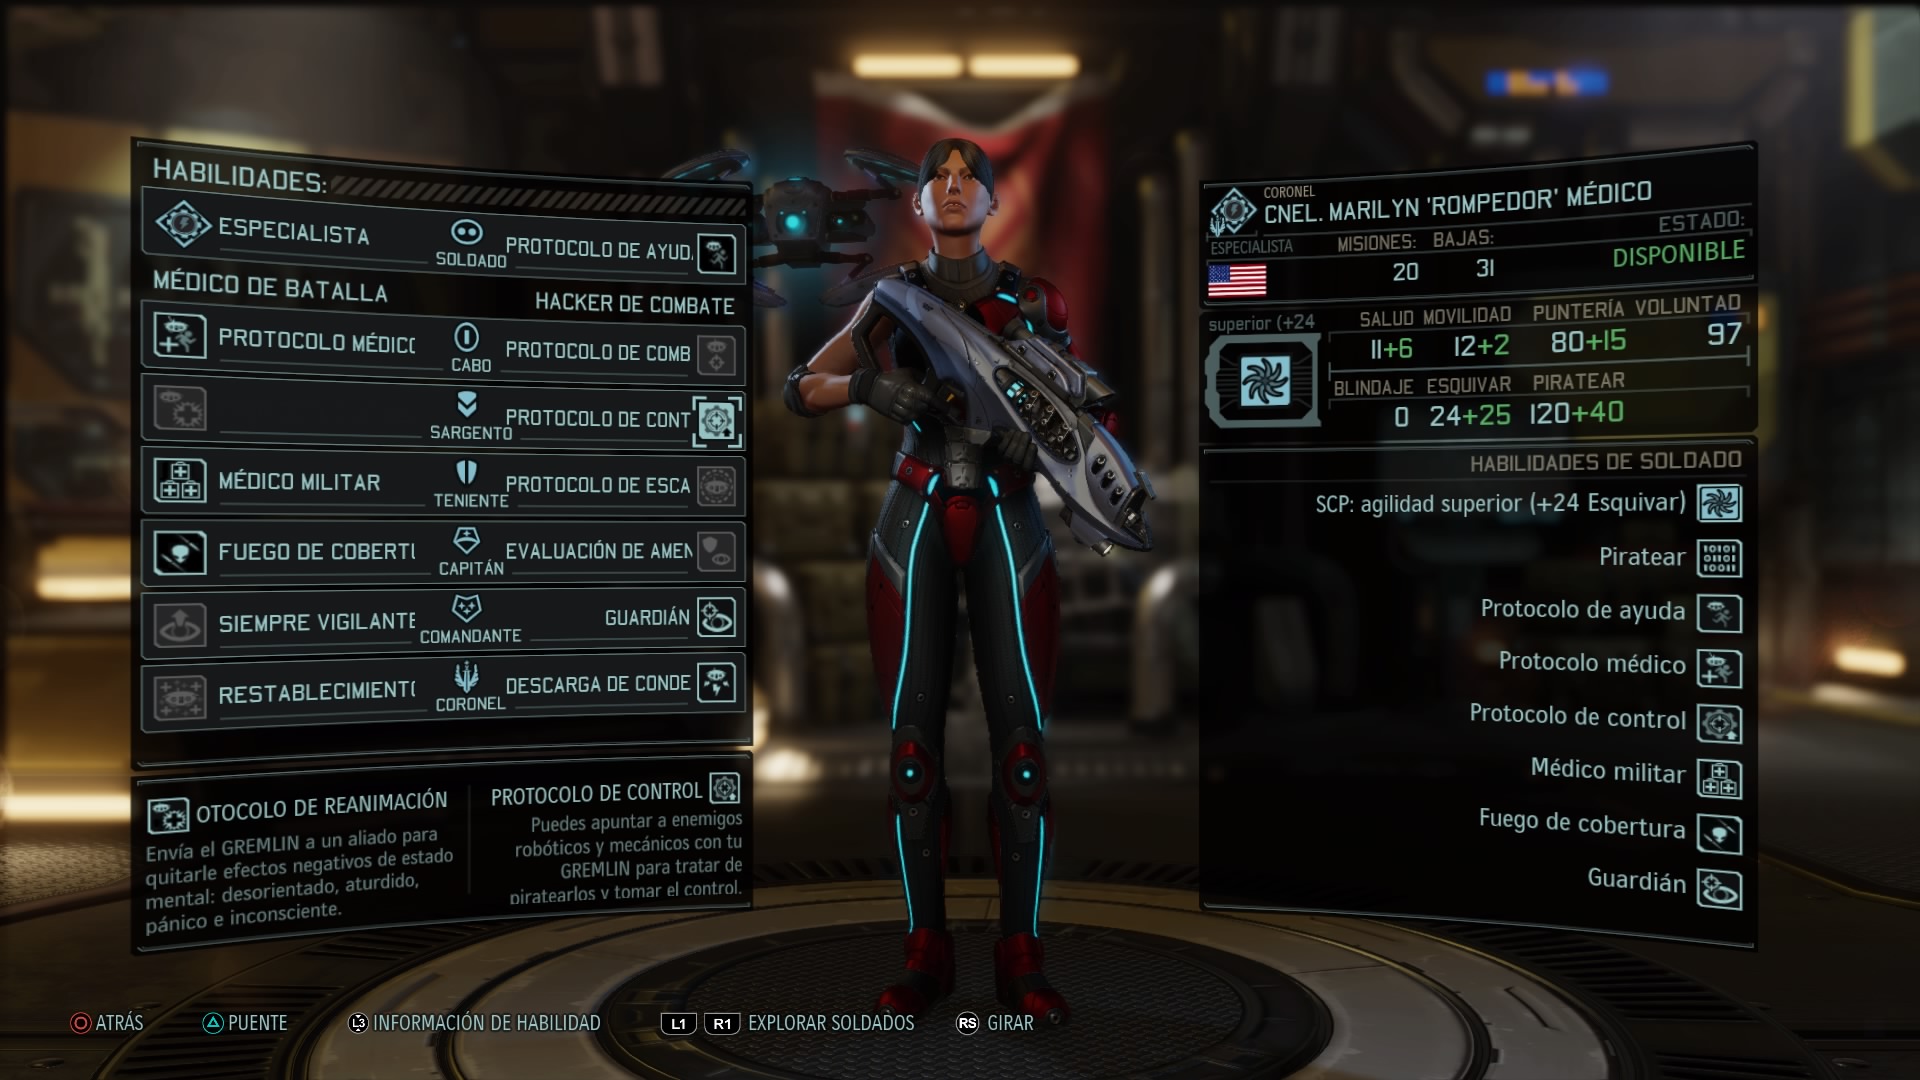 HABILIDADES:
ESPECIALISTA
SOLDADO
PROTOCOLO DE AYUD
MÉDICO DE BATALLA
HACKER DE COMBATE
PROTOCOLO MÉDIC
CABO
PROTOCOLO DE COMB
SARGENTO
PROTOCOLO DE CONT
MÉDICO MILITAR
TENIENTE
PROTOCOLO DE ESCA
FUEGO DE COBERT
CAPITÁN
EVALUACIÓN DE AMEN
SIEMPRE VIGILANTE
COMANDANTE
GUARDIÁN
RESTABLECIMIENT
CORONEL
DESCARGA DE CONDE
OTOCOLO DE REANIMACIÓN
Envía el GREMLIN a un aliado para
quitarle efectos negativos de estado
mental: desorientado, aturdido,
pánico e inconsciente.
PROTOCOLO DE CONTROL
Puedes apuntar a enemigos
robóticos y mecánicos con tu
GREMLIN para tratar de
piratearlos y tomar el control.
CORONEL
CNEL. MARILYN 'ROMPEDOR' MÉDICO
ESPECIALISTA
MISIONES: BAJAS:
ESTADO:
20 31
DISPONIBLE
superior (+24
SALUD MOVILIDAD PUNTERÍA VOLUNTAD
11+6 12+2 80+15 97
BLINDAJE ESQUIVAR PIRATEAR
0 24+25 120+40
HABILIDADES DE SOLDADO
SCP: agilidad superior (+24 Esquivar)
Piratear
Protocolo de ayuda
Protocolo médico
Protocolo de control
Médico militar
Fuego de cobertura
Guardián
ATRÁS
PUENTE
L3 INFORMACIÓN DE HABILIDAD
L1 R1 EXPLORAR SOLDADOS
RS GIRAR